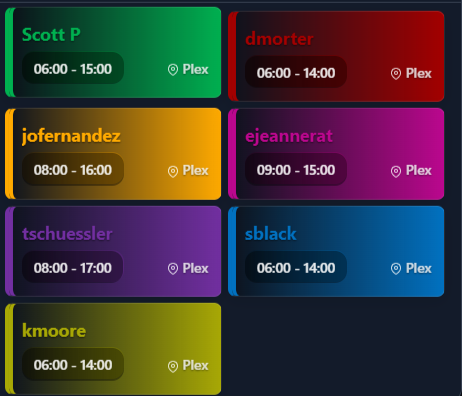 Scott P
06:00 - 15:00 Plex
dmorter
06:00 - 14:00 Plex
jofernandez
08:00 - 16:00 Plex
ejeannerat
09:00 - 15:00 Plex
tschuessler
08:00 - 17:00 Plex
sblack
06:00 - 14:00 Plex
kmoore
06:00 - 14:00 Plex